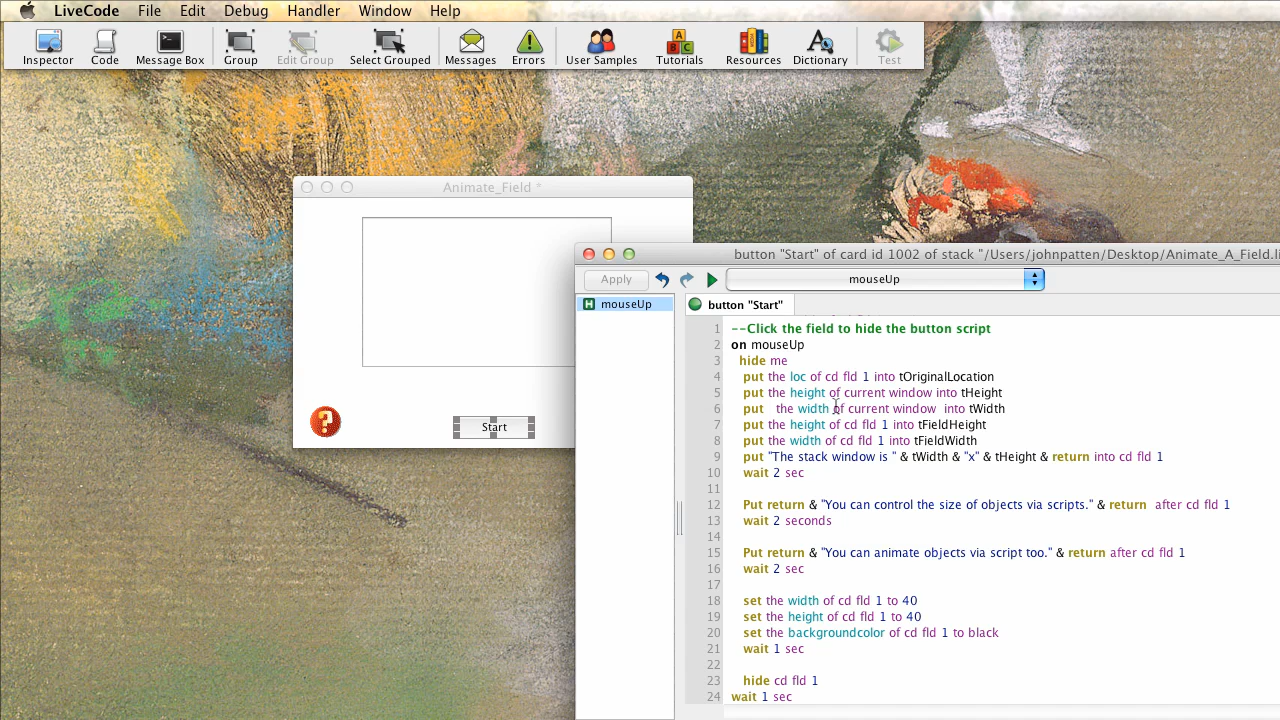 LiveCode File Edit Debug Handler Window Help
Inspector Code Message Box Group Edit Group Select Grouped Messages Errors User Samples Tutorials Resources Dictionary Test
Animate_Field *
?
Start
button "Start" of card id 1002 of stack "/Users/johnpatten/Desktop/Animate_A_Field.li
Apply mouseUp
mouseUp
button "Start"
1 --Click the field to hide the button script
2 on mouseUp
3 hide me
4 put the loc of cd fld 1 into tOriginalLocation
5 put the height of current window into tHeight
6 put the width of current window into tWidth
7 put the height of cd fld 1 into tFieldHeight
8 put the width of cd fld 1 into tFieldWidth
9 put "The stack window is " & tWidth & "x" & tHeight & return into cd fld 1
10 wait 2 sec
11
12 Put return & "You can control the size of objects via scripts." & return after cd fld 1
13 wait 2 seconds
14
15 Put return & "You can animate objects via script too." & return after cd fld 1
16 wait 2 sec
17
18 set the width of cd fld 1 to 40
19 set the height of cd fld 1 to 40
20 set the backgroundcolor of cd fld 1 to black
21 wait 1 sec
22
23 hide cd fld 1
24 wait 1 sec